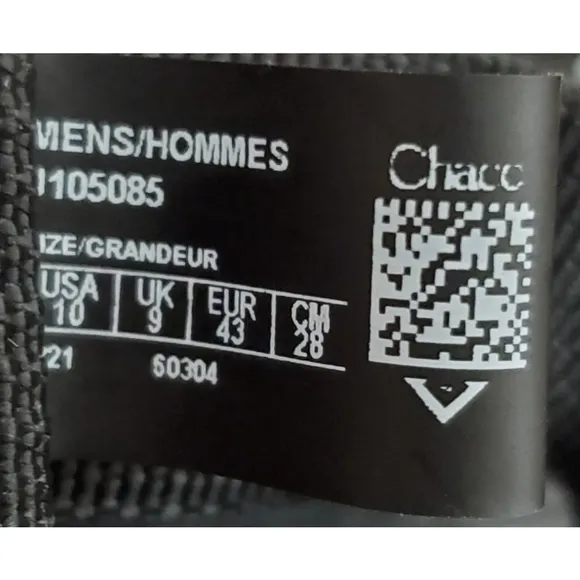 MENS/HOMMES
J105085
Chaco
IZE/GRANDEUR
USA UK EUR CM
10 9 43 28
/21 60304